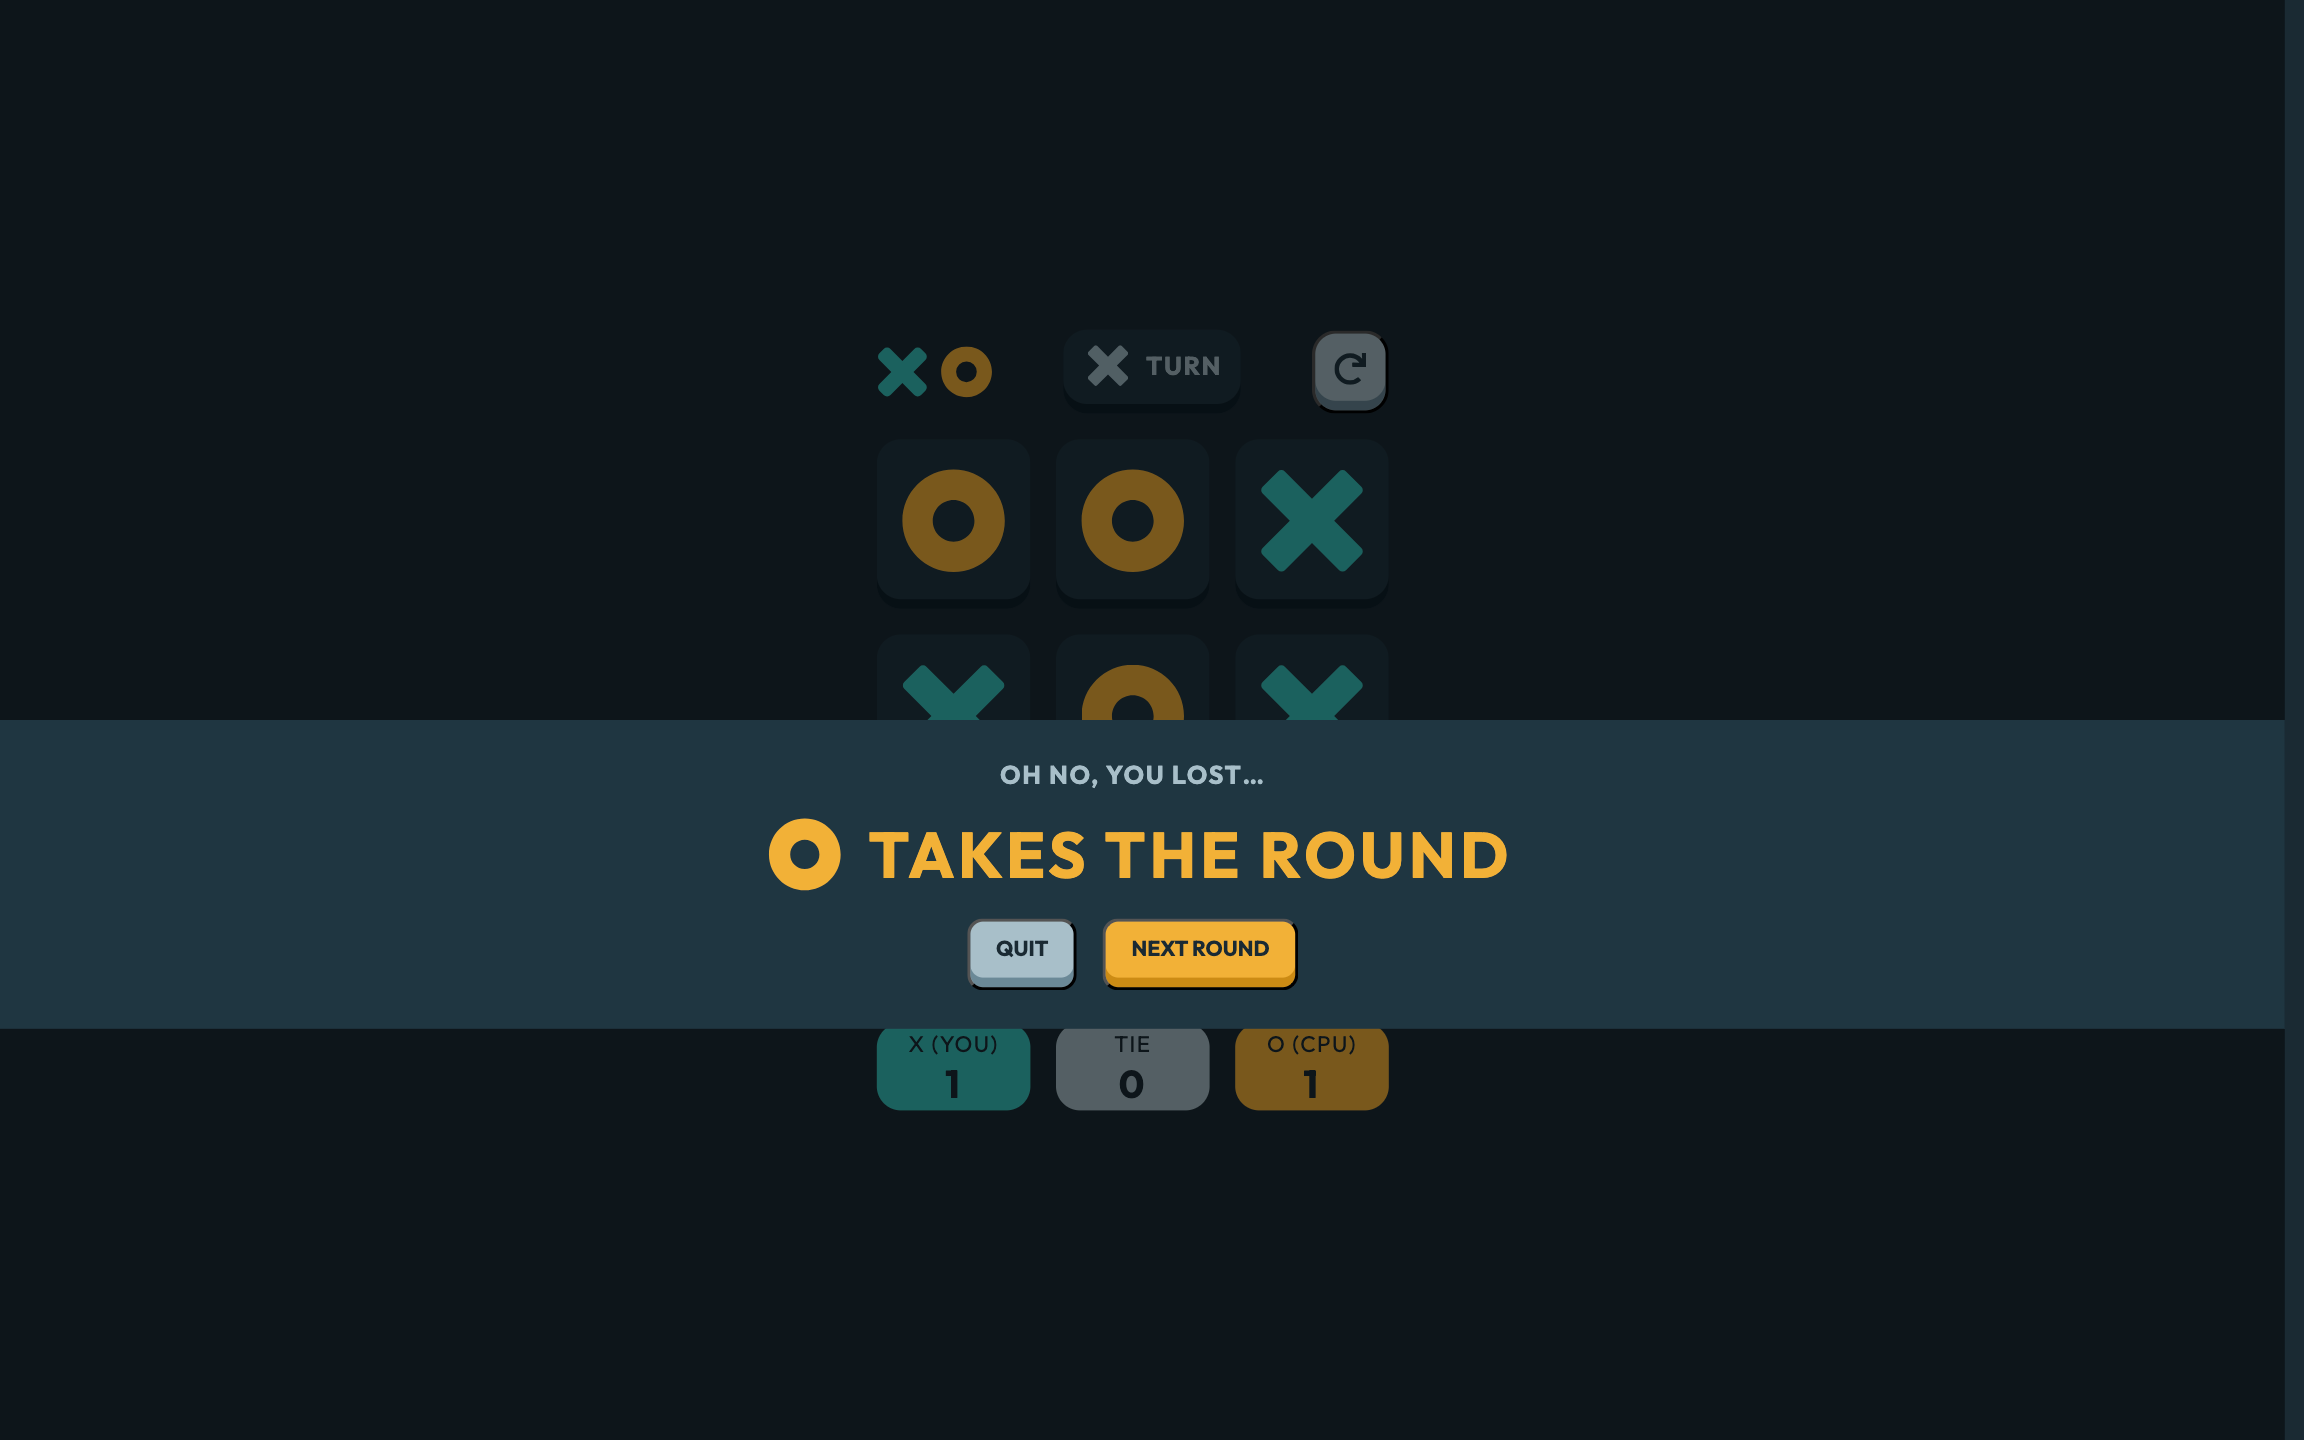 TURN
OH NO, YOU LOST...
TAKES THE ROUND
QUIT
NEXT ROUND
X (YOU)
1
TIE
0
O (CPU)
1